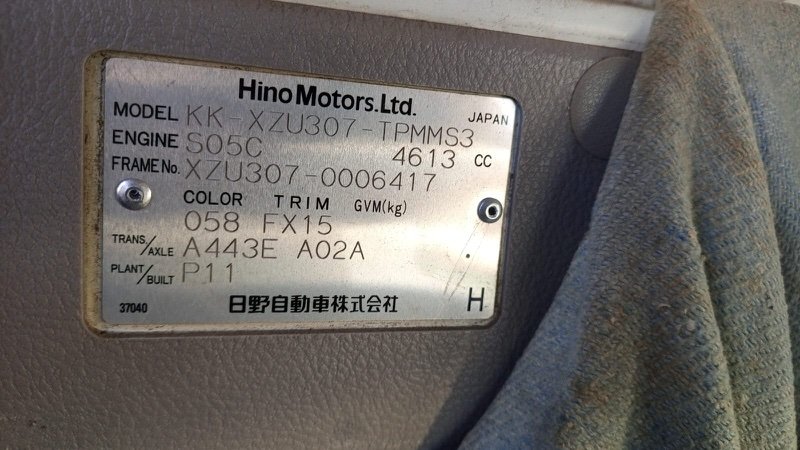 Hino Motors.Ltd.
MODEL KK-XZU307-TPMMS3 JAPAN
ENGINE S05C 4613 CC
FRAME No. XZU307-0006417
COLOR TRIM GVM(kg)
058 FX15
TRANS./AXLE A443E A02A
PLANT/BUILT P11
37040 日野自動車株式会社 H